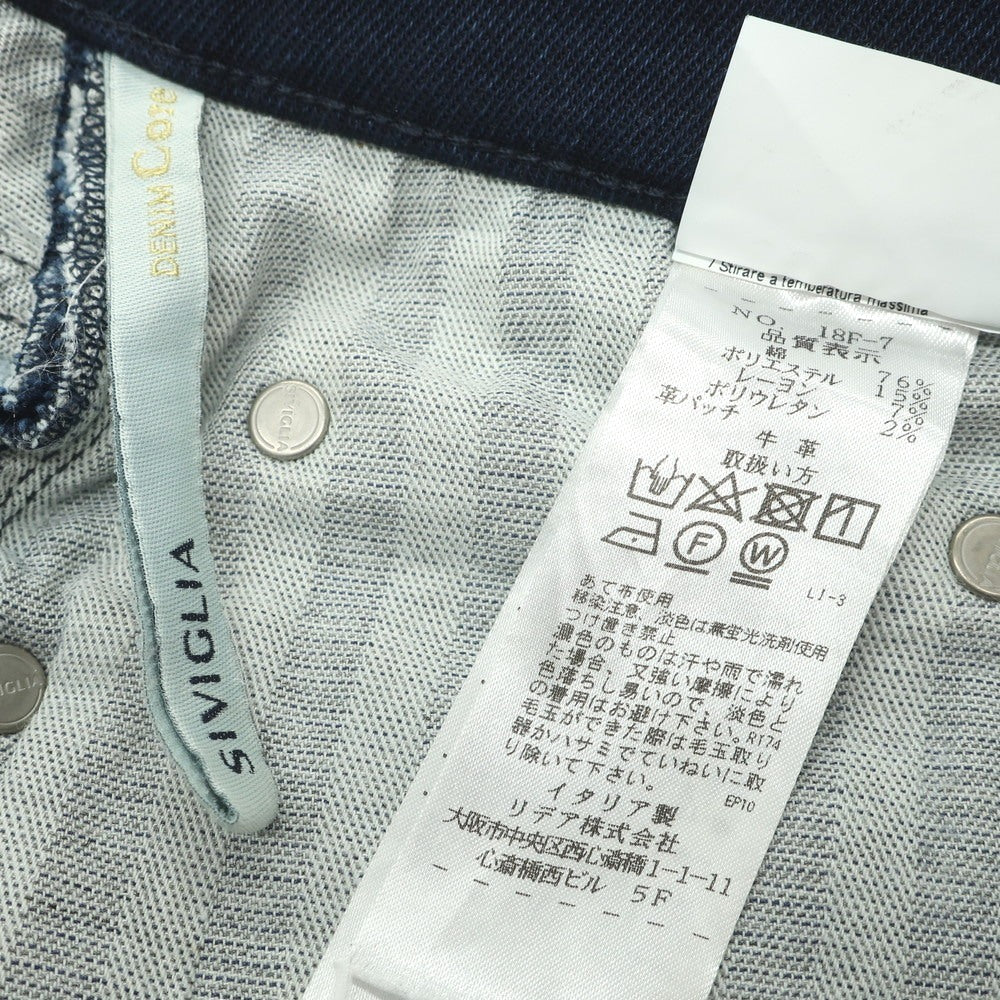 DENIM Core
SIVIGLIA
SIVIGLIA
/ Stirare a temperatura massima
NO. 18F-7
品質表示
綿 76%
ポリエステル 15%
レーヨン 7%
ポリウレタン 2%
革パッチ
牛革
取扱い方
F W
L1-3
あて布使用
移染注意、淡色は無蛍光洗剤使用
つけ置き禁止
濃色のものは汗や雨で濡れ
た場合、又強い摩擦により
色落ちし易いので、淡色と
の着用はお避け下さい。R174
毛玉ができた際は毛玉取り
器かハサミでていねいに取
り除いて下さい。
EP10
イタリア製
リデア株式会社
大阪市中央区西心斎橋1-1-11
心斎橋西ビル 5F